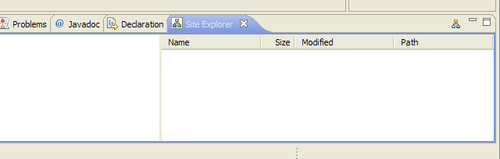 Problems @ Javadoc Declaration Site Explorer
Name Size Modified Path